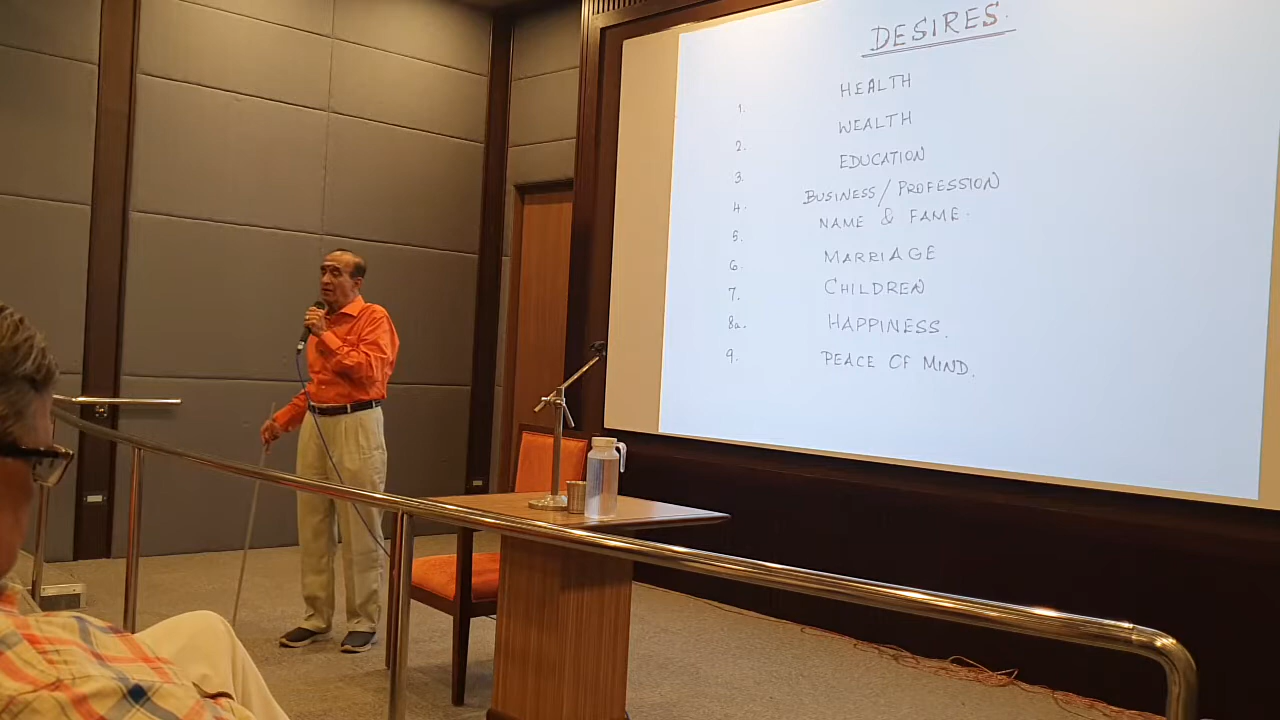 DESIRES.
1. HEALTH
2. WEALTH
3. EDUCATION
4. BUSINESS/PROFESSION
5. NAME & FAME.
6. MARRIAGE
7. CHILDREN
8a. HAPPINESS.
9. PEACE OF MIND.